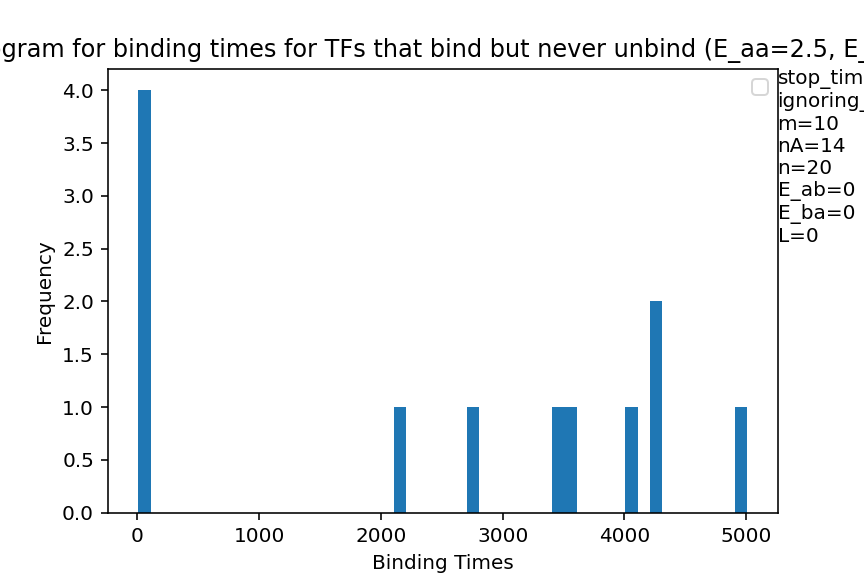 gram for binding times for TFs that bind but never unbind (E_aa=2.5, E_
stop_tim
ignoring_
m=10
nA=14
n=20
E_ab=0
E_ba=0
L=0
4.0
3.5
3.0
2.5
2.0
1.5
1.0
0.5
0.0
Frequency
0 1000 2000 3000 4000 5000
Binding Times